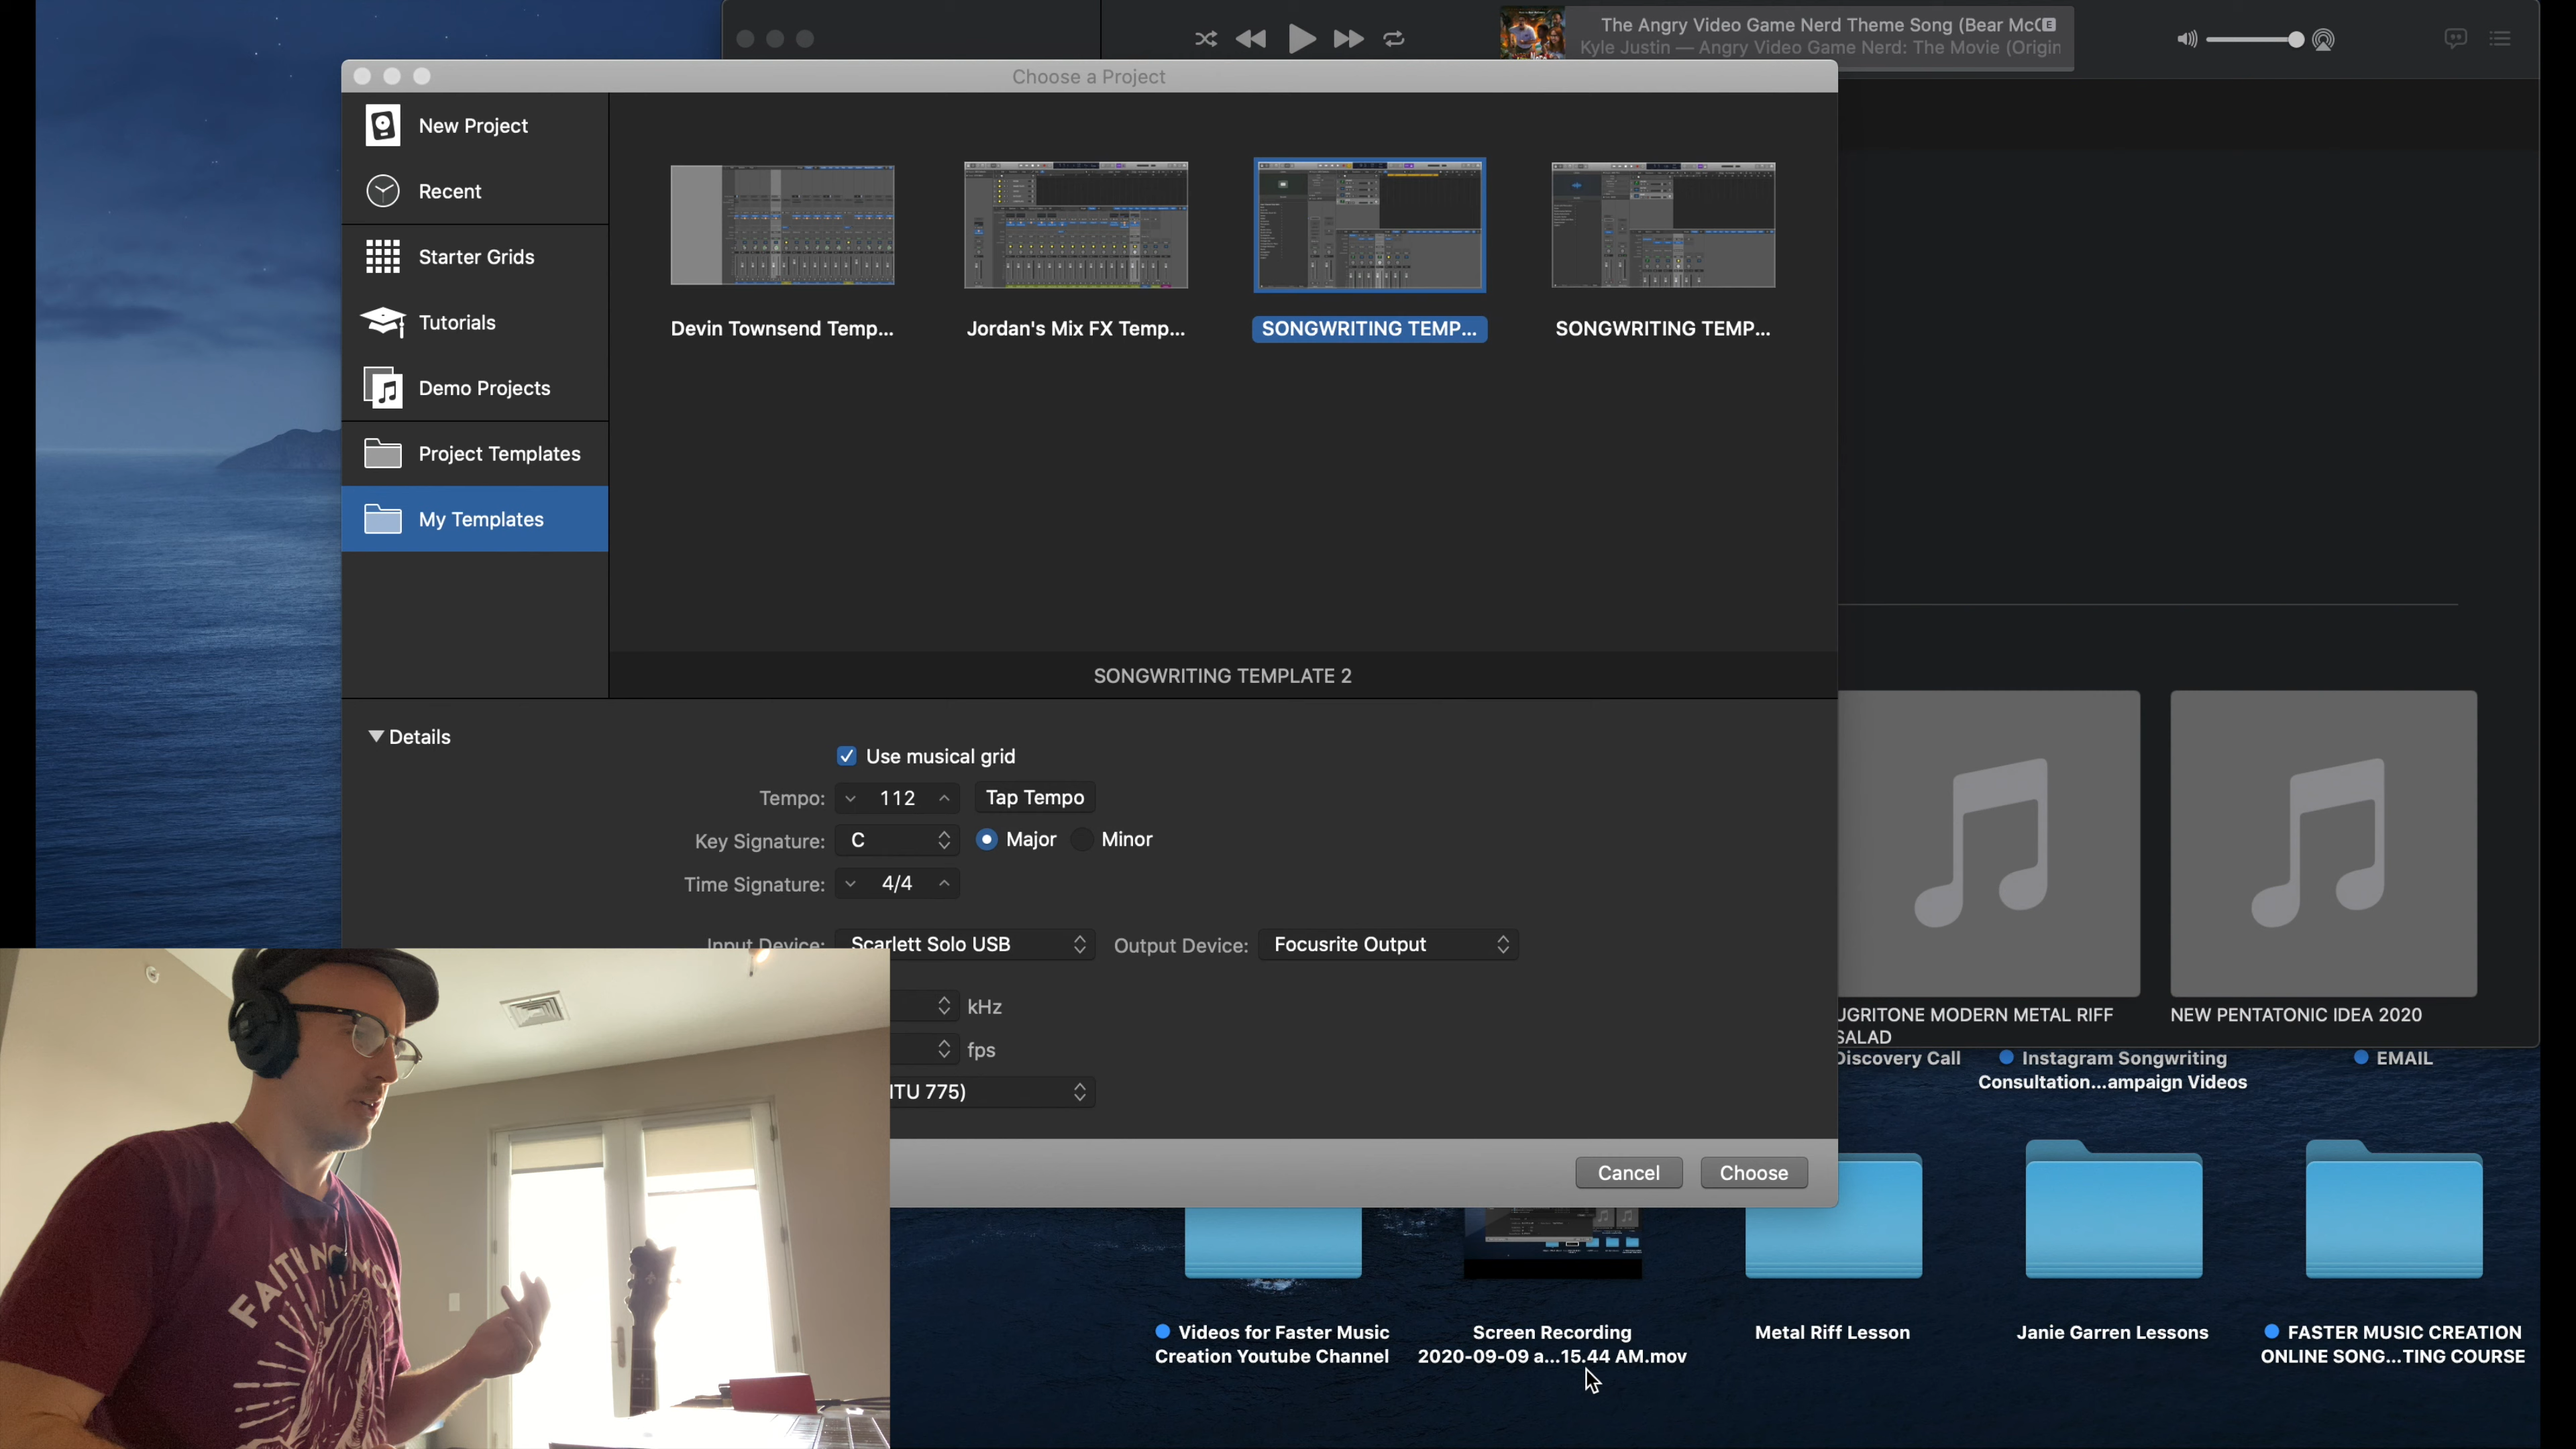 The Angry Video Game Nerd Theme Song (Bear McC
E
Kyle Justin — Angry Video Game Nerd: The Movie (Origin
Choose a Project
New Project
Recent
Starter Grids
Tutorials
Demo Projects
Project Templates
My Templates
Devin Townsend Temp...
Jordan's Mix FX Temp...
SONGWRITING TEMP...
SONGWRITING TEMP...
SONGWRITING TEMPLATE 2
Details
Use musical grid
Tempo: 112 Tap Tempo
Key Signature: C Major Minor
Time Signature: 4/4
Input Device: Scarlett Solo USB Output Device: Focusrite Output
kHz
fps
ITU 775)
Cancel Choose
UGRITONE MODERN METAL RIFF
SALAD
NEW PENTATONIC IDEA 2020
Discovery Call
Instagram Songwriting
Consultation...ampaign Videos
EMAIL
Videos for Faster Music
Creation Youtube Channel
Screen Recording
2020-09-09 a...15.44 AM.mov
Metal Riff Lesson
Janie Garren Lessons
FASTER MUSIC CREATION
ONLINE SONG...TING COURSE
FAITH NO MO